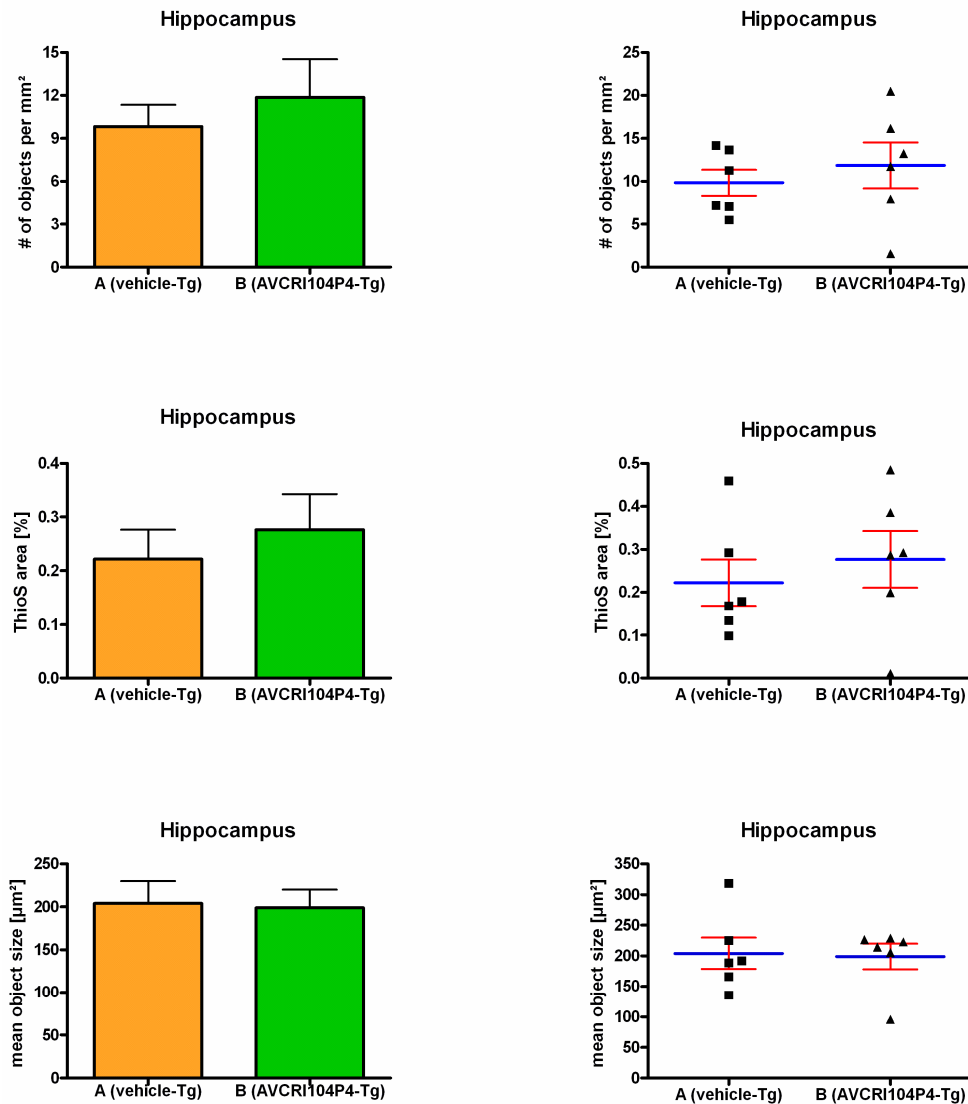 Hippocampus
# of objects per mm²
15
12
9
6
3
0
A (vehicle-Tg) B (AVCRI104P4-Tg)
Hippocampus
# of objects per mm²
25
20
15
10
5
0
A (vehicle-Tg) B (AVCRI104P4-Tg)
Hippocampus
ThioS area [%]
0.4
0.3
0.2
0.1
0.0
A (vehicle-Tg) B (AVCRI104P4-Tg)
Hippocampus
ThioS area [%]
0.5
0.4
0.3
0.2
0.1
0.0
A (vehicle-Tg) B (AVCRI104P4-Tg)
Hippocampus
mean object size [µm²]
250
200
150
100
50
0
A (vehicle-Tg) B (AVCRI104P4-Tg)
Hippocampus
mean object size [µm²]
350
300
250
200
150
100
50
0
A (vehicle-Tg) B (AVCRI104P4-Tg)